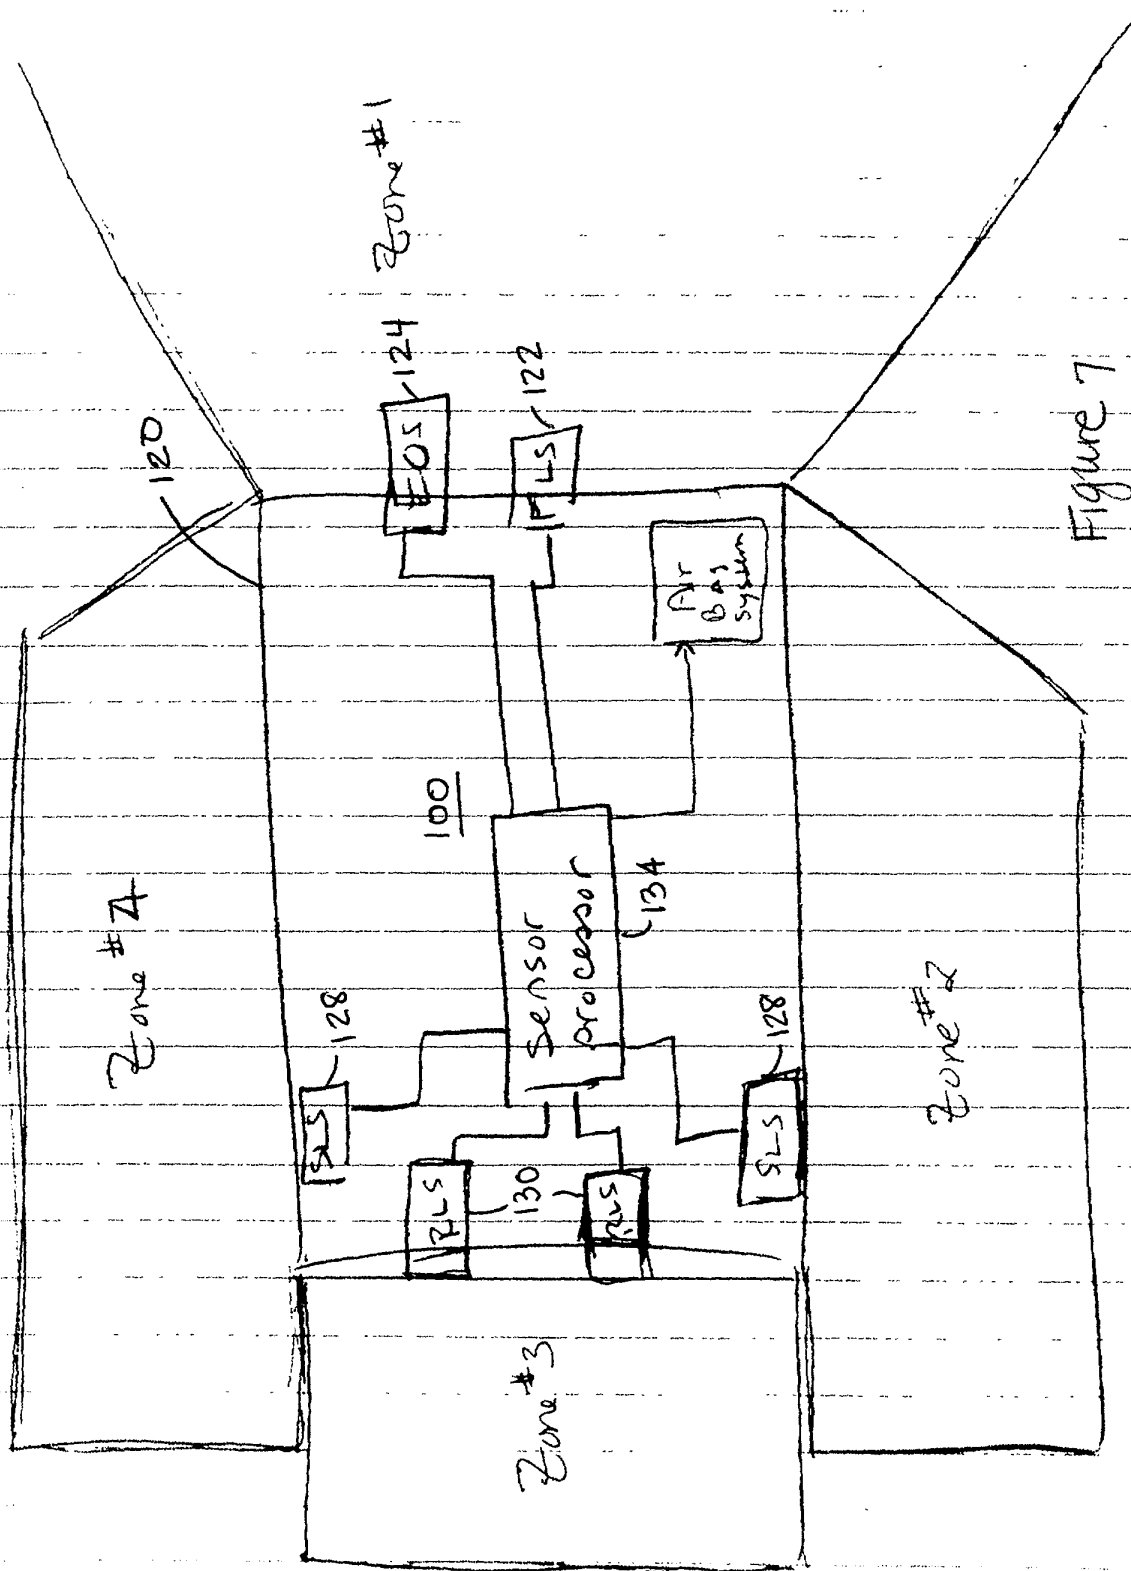 Zone #1
120
EOS
124
FLS
122
Air
Bag
System
100
Sensor
processor
134
Zone #4
128
SLS
RLS
130
RLS
SLS
128
Zone #2
Zone #3
Figure 7